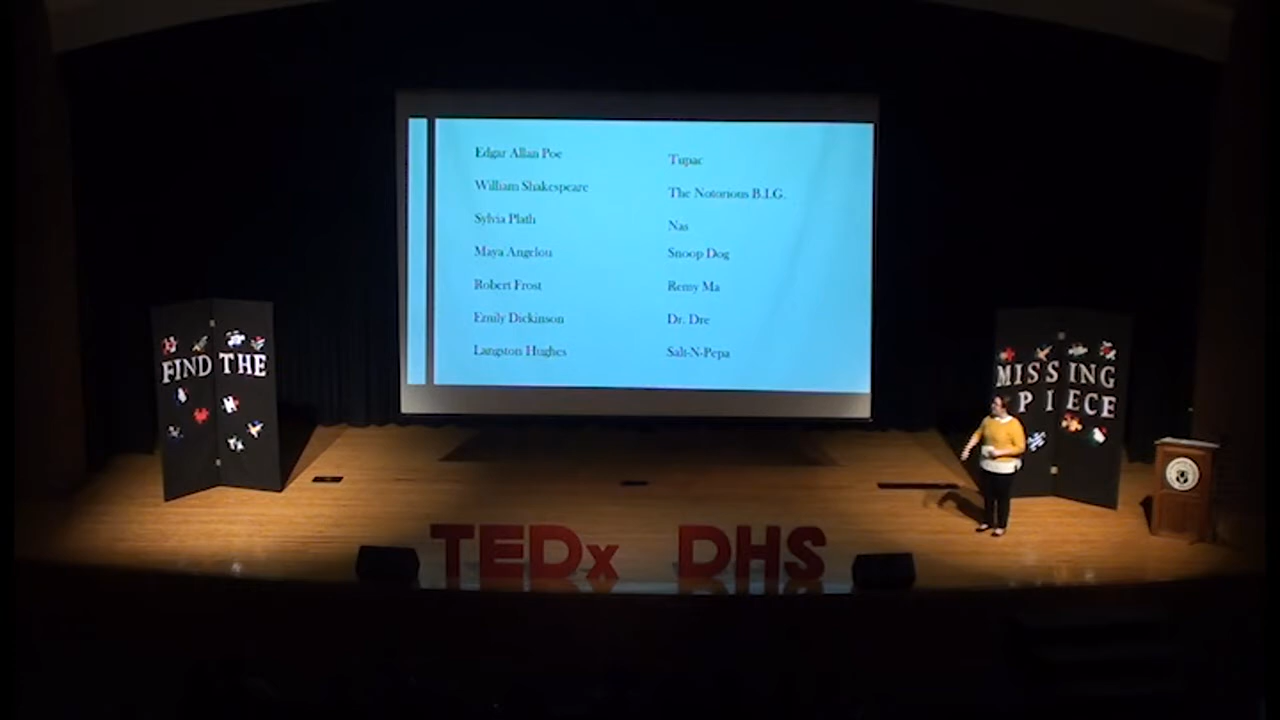 Edgar Allan Poe
William Shakespeare
Sylvia Plath
Maya Angelou
Robert Frost
Emily Dickinson
Langston Hughes
Tupac
The Notorious B.I.G.
Nas
Snoop Dog
Remy Ma
Dr. Dre
Salt-N-Pepa
FIND THE
MISSING
PIECE
TEDx DHS